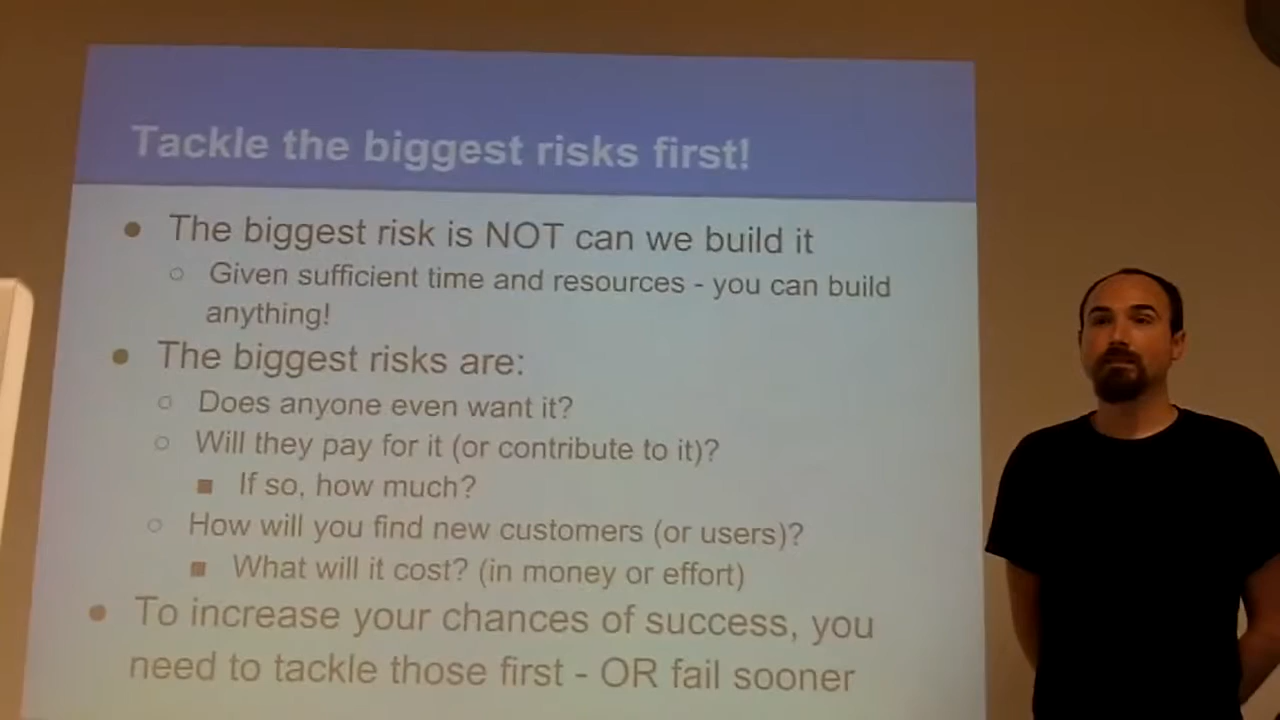 Tackle the biggest risks first!
● The biggest risk is NOT can we build it
○ Given sufficient time and resources - you can build
anything!
● The biggest risks are:
○ Does anyone even want it?
○ Will they pay for it (or contribute to it)?
■ If so, how much?
○ How will you find new customers (or users)?
■ What will it cost? (in money or effort)
● To increase your chances of success, you
need to tackle those first - OR fail sooner